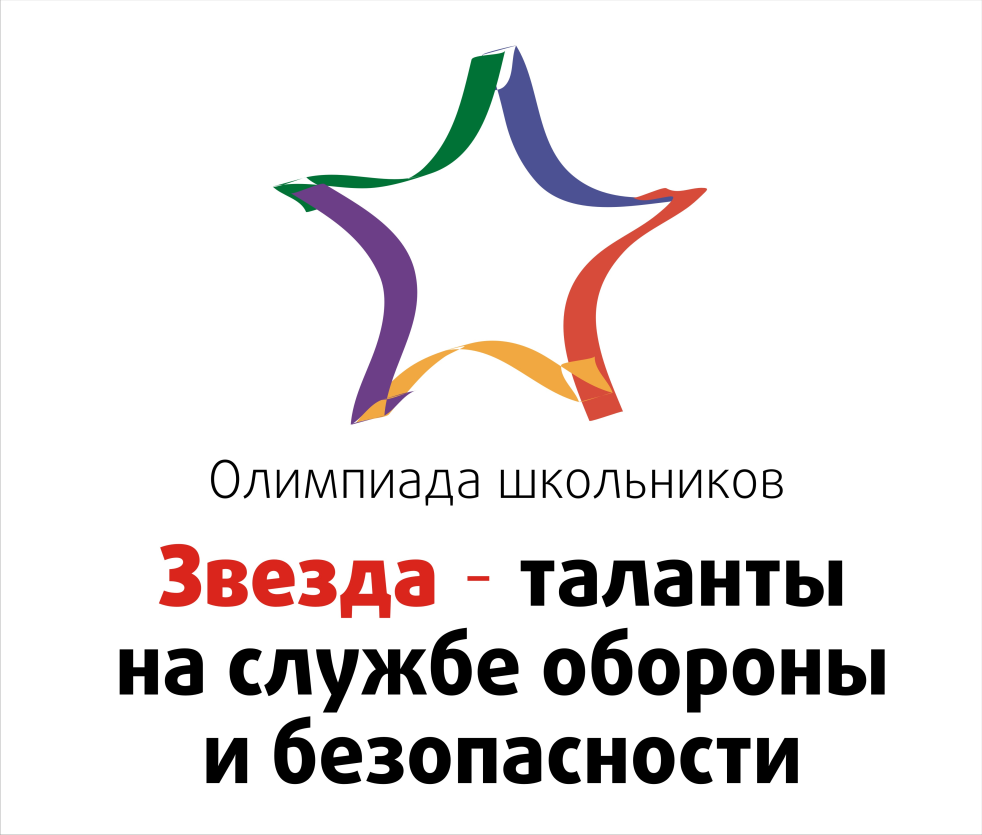 Олимпиада школьников
Звезда - таланты
на службе обороны
и безопасности